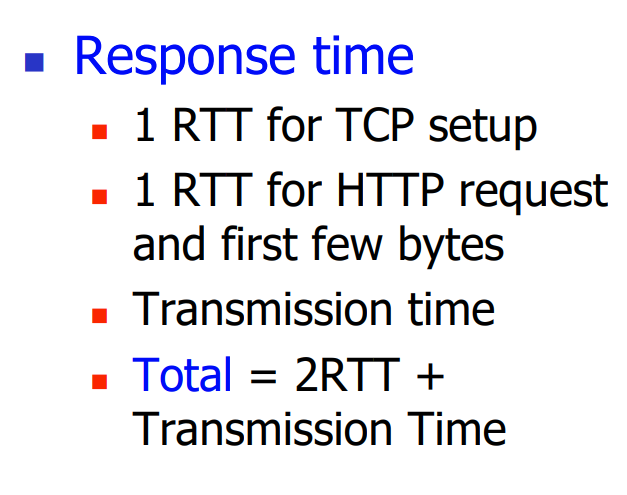 Response time
1 RTT for TCP setup
1 RTT for HTTP request
and first few bytes
Transmission time
Total = 2RTT +
Transmission Time